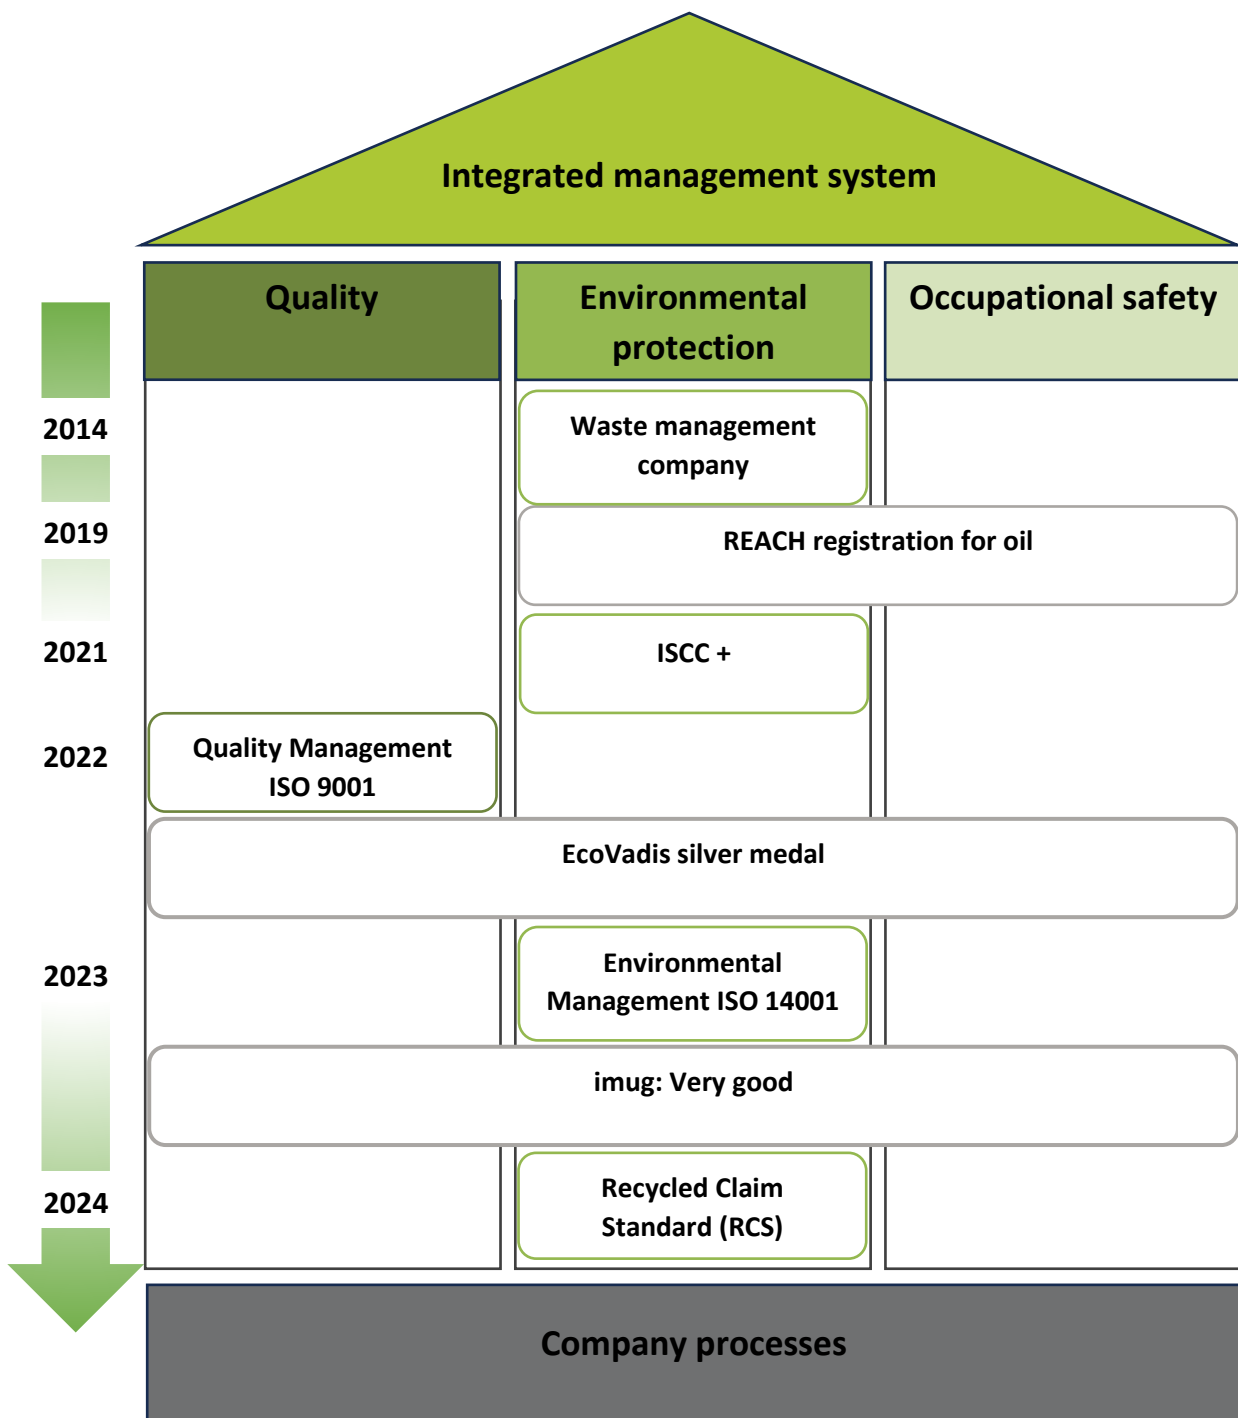 Integrated management system
Quality
Environmental
protection
Occupational safety
2014
Waste management
company
2019
REACH registration for oil
2021
ISCC +
2022
Quality Management
ISO 9001
EcoVadis silver medal
2023
Environmental
Management ISO 14001
imug: Very good
2024
Recycled Claim
Standard (RCS)
Company processes